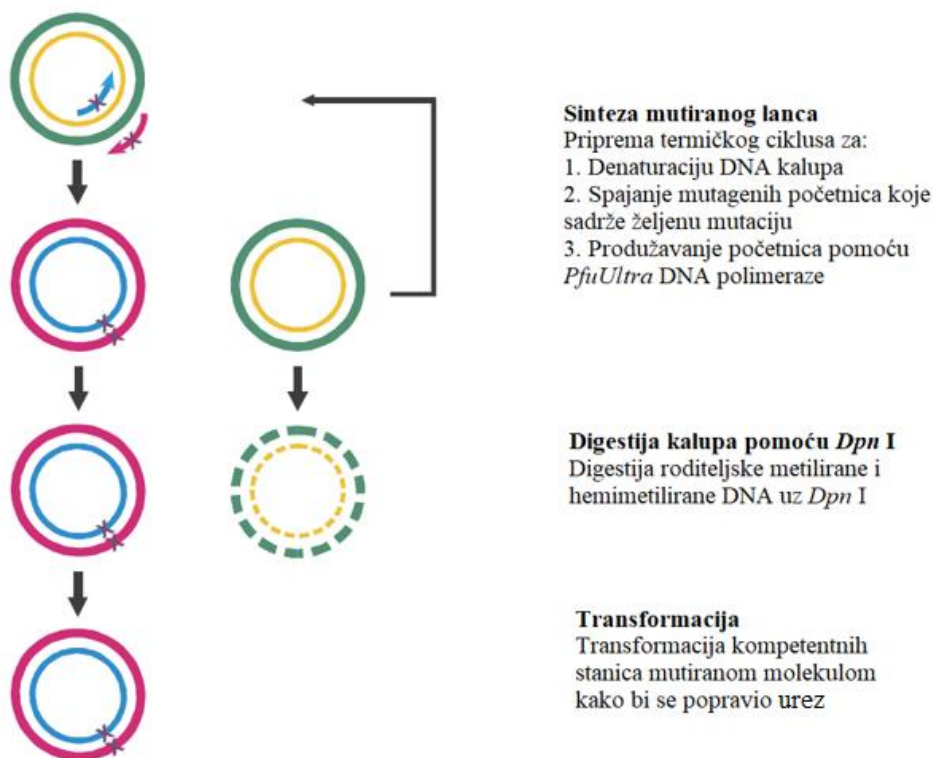 Sinteza mutiranog lanca
Priprema termičkog ciklusa za:
1. Denaturaciju DNA kalupa
2. Spajanje mutagenih početnica koje
sadrže željenu mutaciju
3. Produžavanje početnica pomoću
PfuUltra DNA polimeraze
Digestija kalupa pomoću Dpn I
Digestija roditeljske metilirane i
hemimetilirane DNA uz Dpn I
Transformacija
Transformacija kompetentnih
stanica mutiranom molekulom
kako bi se popravio urez